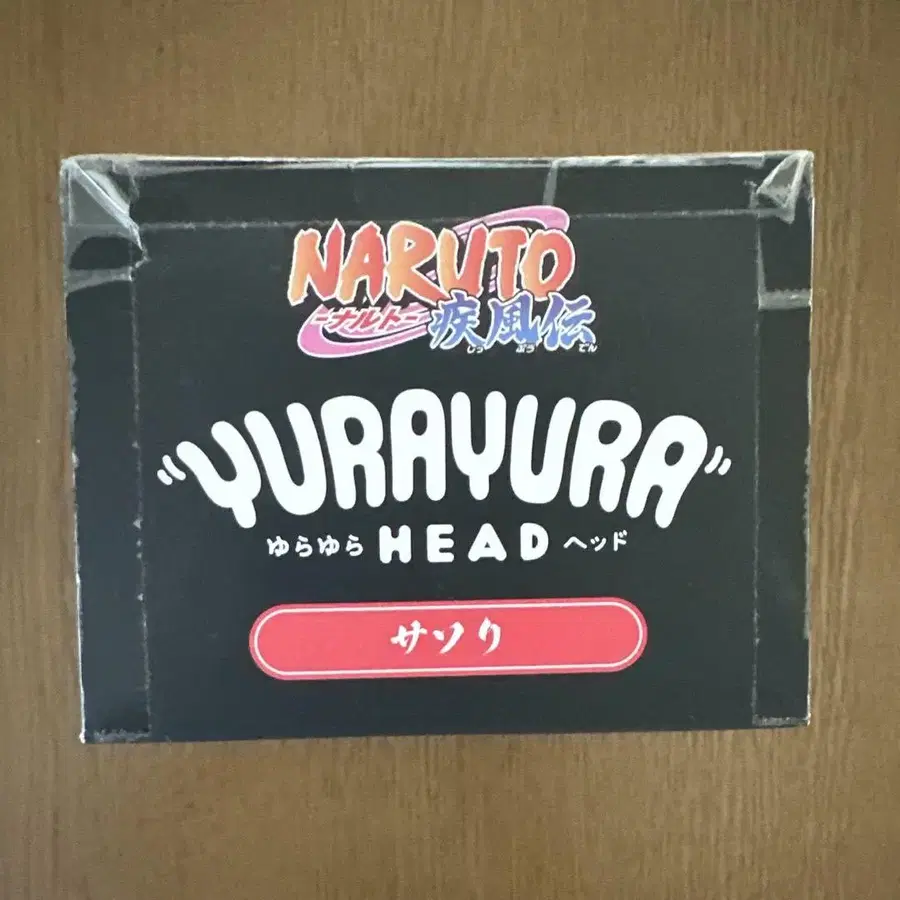 NARUTO
ナルト
疾風伝
しっ ぷう でん
"YURAYURA"
ゆらゆら HEAD ヘッド
サソリ